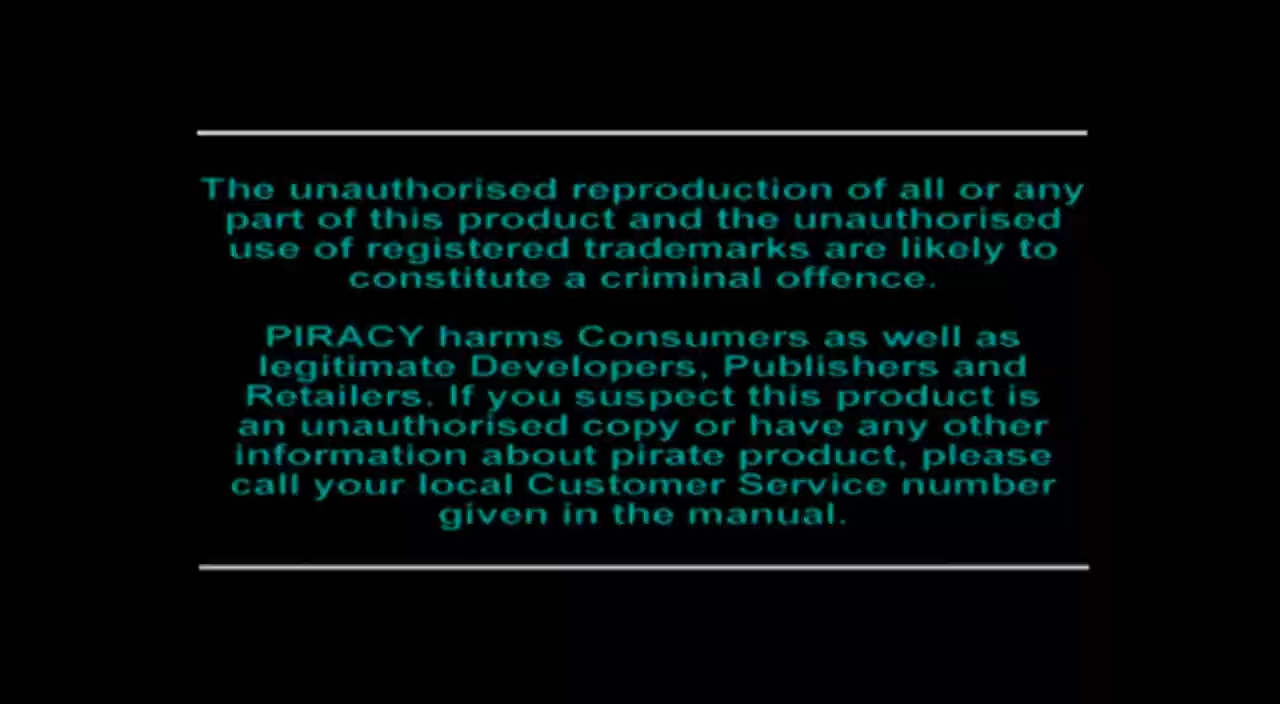 The unauthorised reproduction of all or any
part of this product and the unauthorised
use of registered trademarks are likely to
constitute a criminal offence.
PIRACY harms Consumers as well as
legitimate Developers, Publishers and
Retailers. If you suspect this product is
an unauthorised copy or have any other
information about pirate product, please
call your local Customer Service number
given in the manual.